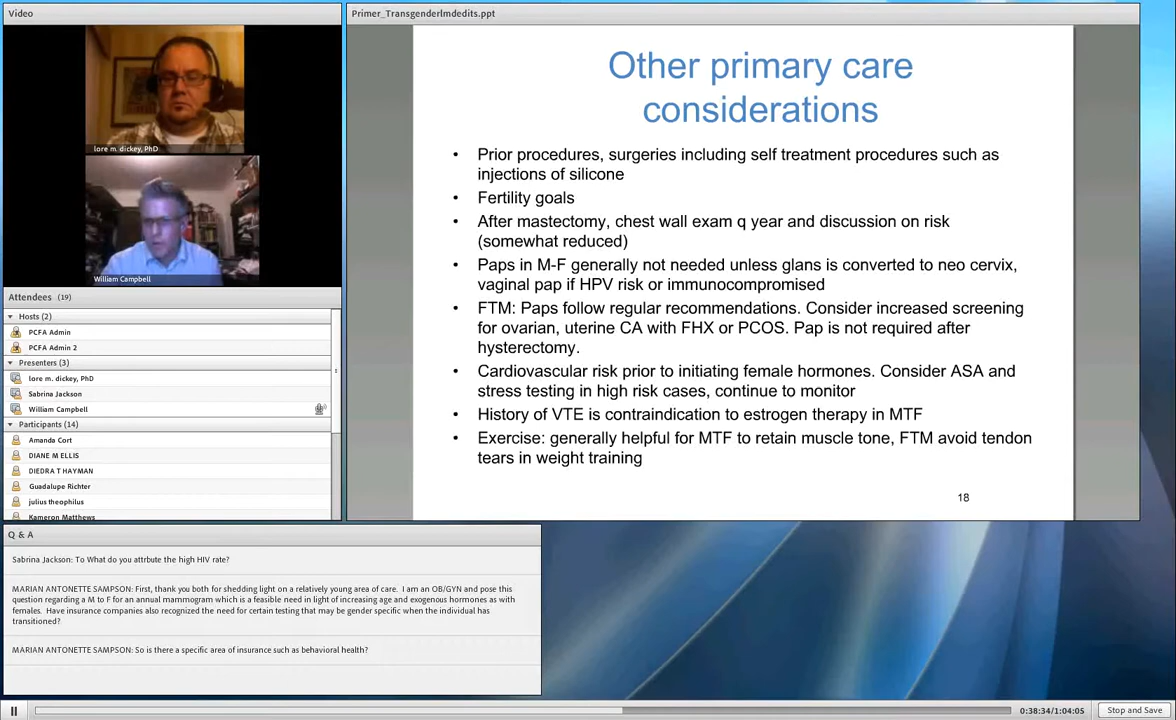 Video
Primer_Transgenderlmdedits.ppt
lore m. dickey, PhD
William Campbell
Attendees (19)
Hosts (2)
PCFA Admin
PCFA Admin 2
Presenters (3)
lore m. dickey, PhD
Sabrina Jackson
William Campbell
Participants (14)
Amanda Cort
DIANE M ELLIS
DIEDRA T HAYMAN
Guadalupe Richter
julius theophilus
Kameron Matthews
Other primary care
considerations
• Prior procedures, surgeries including self treatment procedures such as
injections of silicone
• Fertility goals
• After mastectomy, chest wall exam q year and discussion on risk
(somewhat reduced)
• Paps in M-F generally not needed unless glans is converted to neo cervix,
vaginal pap if HPV risk or immunocompromised
• FTM: Paps follow regular recommendations. Consider increased screening
for ovarian, uterine CA with FHX or PCOS. Pap is not required after
hysterectomy.
• Cardiovascular risk prior to initiating female hormones. Consider ASA and
stress testing in high risk cases, continue to monitor
• History of VTE is contraindication to estrogen therapy in MTF
• Exercise: generally helpful for MTF to retain muscle tone, FTM avoid tendon
tears in weight training
18
Q & A
Sabrina Jackson: To What do you attrbute the high HIV rate?
MARIAN ANTONETTE SAMPSON: First, thank you both for shedding light on a relatively young area of care. I am an OB/GYN and pose this
question regarding a M to F for an annual mammogram which is a feasible need in light of increasing age and exogenous hormones as with
females. Have insurance companies also recognized the need for certain testing that may be gender specific when the individual has
transitioned?
MARIAN ANTONETTE SAMPSON: So is there a specific area of insurance such as behavioral health?
0:38:34/1:04:05
Stop and Save